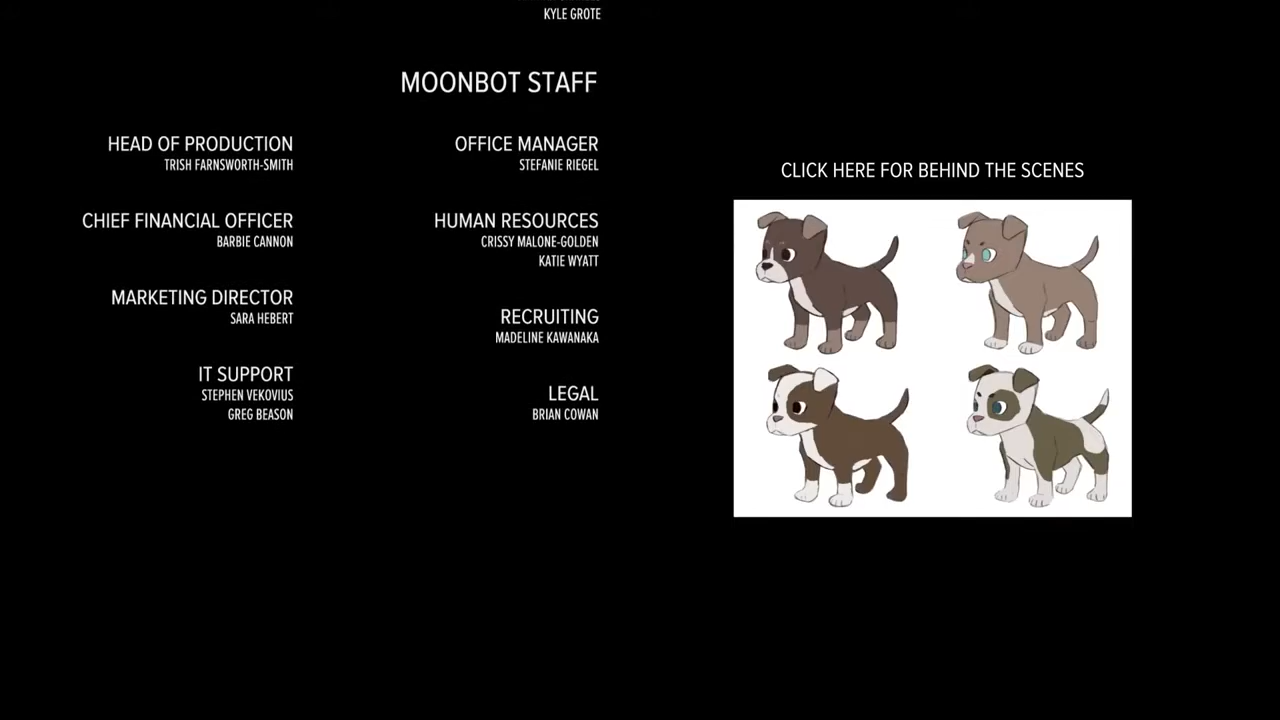 KYLE GROTE
MOONBOT STAFF
HEAD OF PRODUCTION
TRISH FARNSWORTH-SMITH
CHIEF FINANCIAL OFFICER
BARBIE CANNON
MARKETING DIRECTOR
SARA HEBERT
IT SUPPORT
STEPHEN VEKOVIUS
GREG BEASON
OFFICE MANAGER
STEFANIE RIEGEL
HUMAN RESOURCES
CRISSY MALONE-GOLDEN
KATIE WYATT
RECRUITING
MADELINE KAWANAKA
LEGAL
BRIAN COWAN
CLICK HERE FOR BEHIND THE SCENES